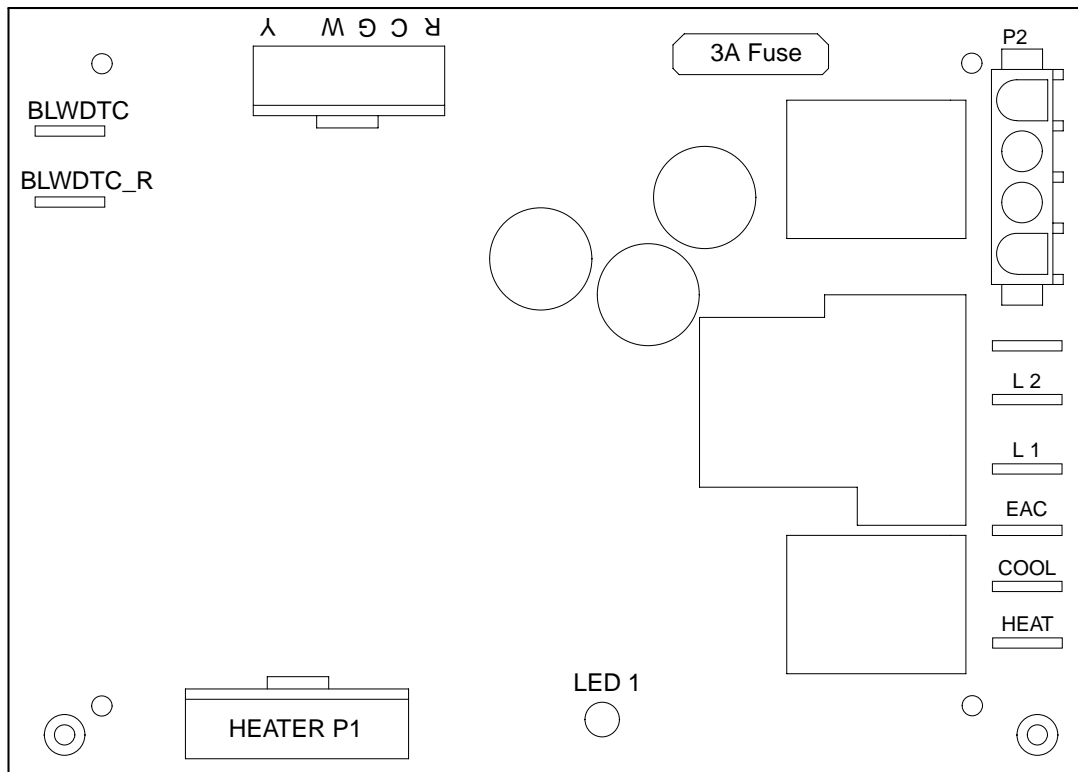 Y W G C R
3A Fuse
P2
BLWDTC
BLWDTC_R
L 2
L 1
EAC
COOL
HEAT
LED 1
HEATER P1